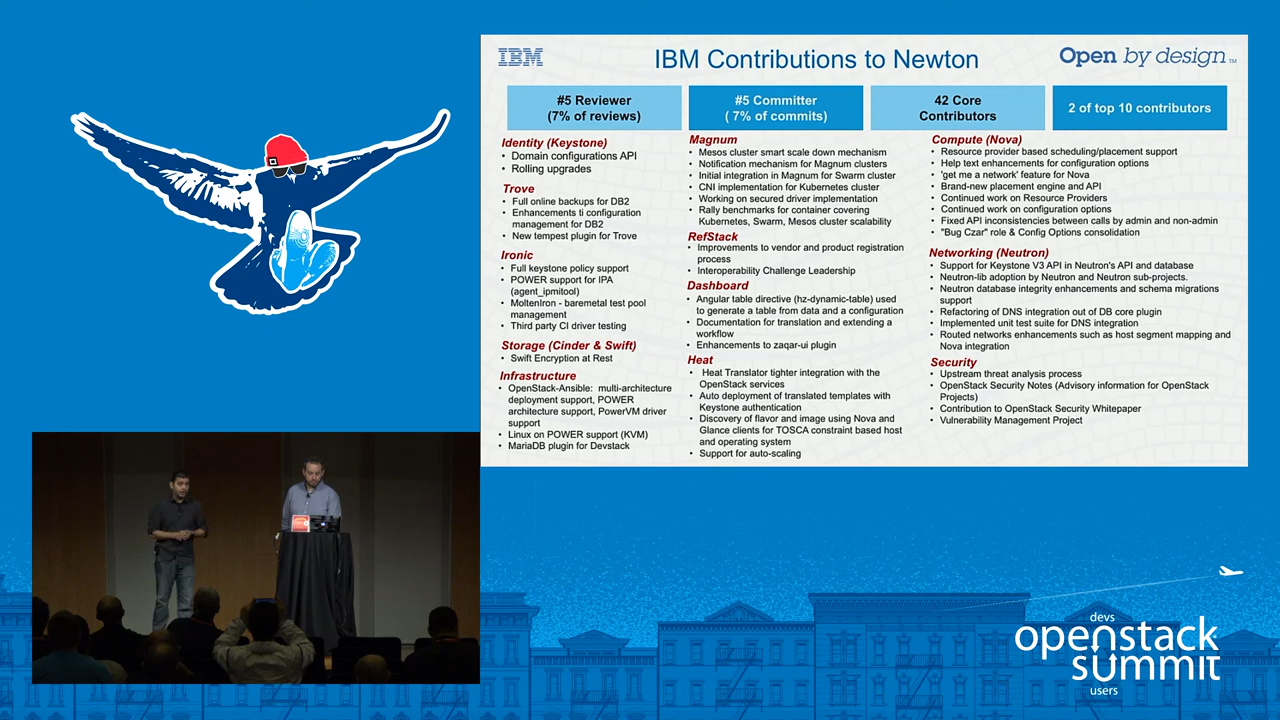 IBM
IBM Contributions to Newton
Open by design™
#5 Reviewer
(7% of reviews)
#5 Committer
( 7% of commits)
42 Core
Contributors
2 of top 10 contributors
Identity (Keystone)
• Domain configurations API
• Rolling upgrades
Trove
• Full online backups for DB2
• Enhancements ti configuration
management for DB2
• New tempest plugin for Trove
Ironic
• Full keystone policy support
• POWER support for IPA
(agent_ipmitool)
• MoltenIron - baremetal test pool
management
• Third party CI driver testing
Storage (Cinder & Swift)
• Swift Encryption at Rest
Infrastructure
• OpenStack-Ansible: multi-architecture
deployment support, POWER
architecture support, PowerVM driver
support
• Linux on POWER support (KVM)
• MariaDB plugin for Devstack
Magnum
• Mesos cluster smart scale down mechanism
• Notification mechanism for Magnum clusters
• Initial integration in Magnum for Swarm cluster
• CNI implementation for Kubernetes cluster
• Working on secured driver implementation
• Rally benchmarks for container covering
Kubernetes, Swarm, Mesos cluster scalability
RefStack
• Improvements to vendor and product registration
process
• Interoperability Challenge Leadership
Dashboard
• Angular table directive (hz-dynamic-table) used
to generate a table from data and a configuration
• Documentation for translation and extending a
workflow
• Enhancements to zaqar-ui plugin
Heat
• Heat Translator tighter integration with the
OpenStack services
• Auto deployment of translated templates with
Keystone authentication
• Discovery of flavor and image using Nova and
Glance clients for TOSCA constraint based host
and operating system
• Support for auto-scaling
Compute (Nova)
• Resource provider based scheduling/placement support
• Help text enhancements for configuration options
• 'get me a network' feature for Nova
• Brand-new placement engine and API
• Continued work on Resource Providers
• Continued work on configuration options
• Fixed API inconsistencies between calls by admin and non-admin
• "Bug Czar" role & Config Options consolidation
Networking (Neutron)
• Support for Keystone V3 API in Neutron's API and database
• Neutron-lib adoption by Neutron and Neutron sub-projects.
• Neutron database integrity enhancements and schema migrations
support
• Refactoring of DNS integration out of DB core plugin
• Implemented unit test suite for DNS integration
• Routed networks enhancements such as host segment mapping and
Nova integration
Security
• Upstream threat analysis process
• OpenStack Security Notes (Advisory information for OpenStack
Projects)
• Contribution to OpenStack Security Whitepaper
• Vulnerability Management Project
devs
openstack
summit
users